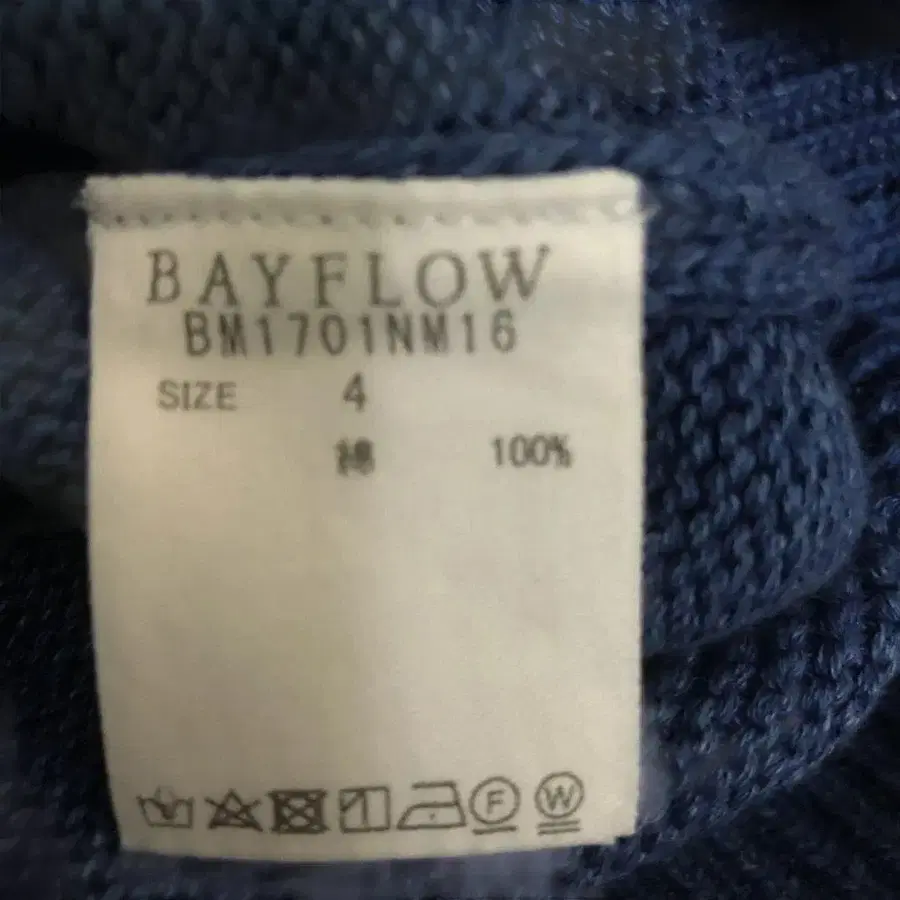 BAYFLOW
BM1701NM16
SIZE 4
綿 100%
F W